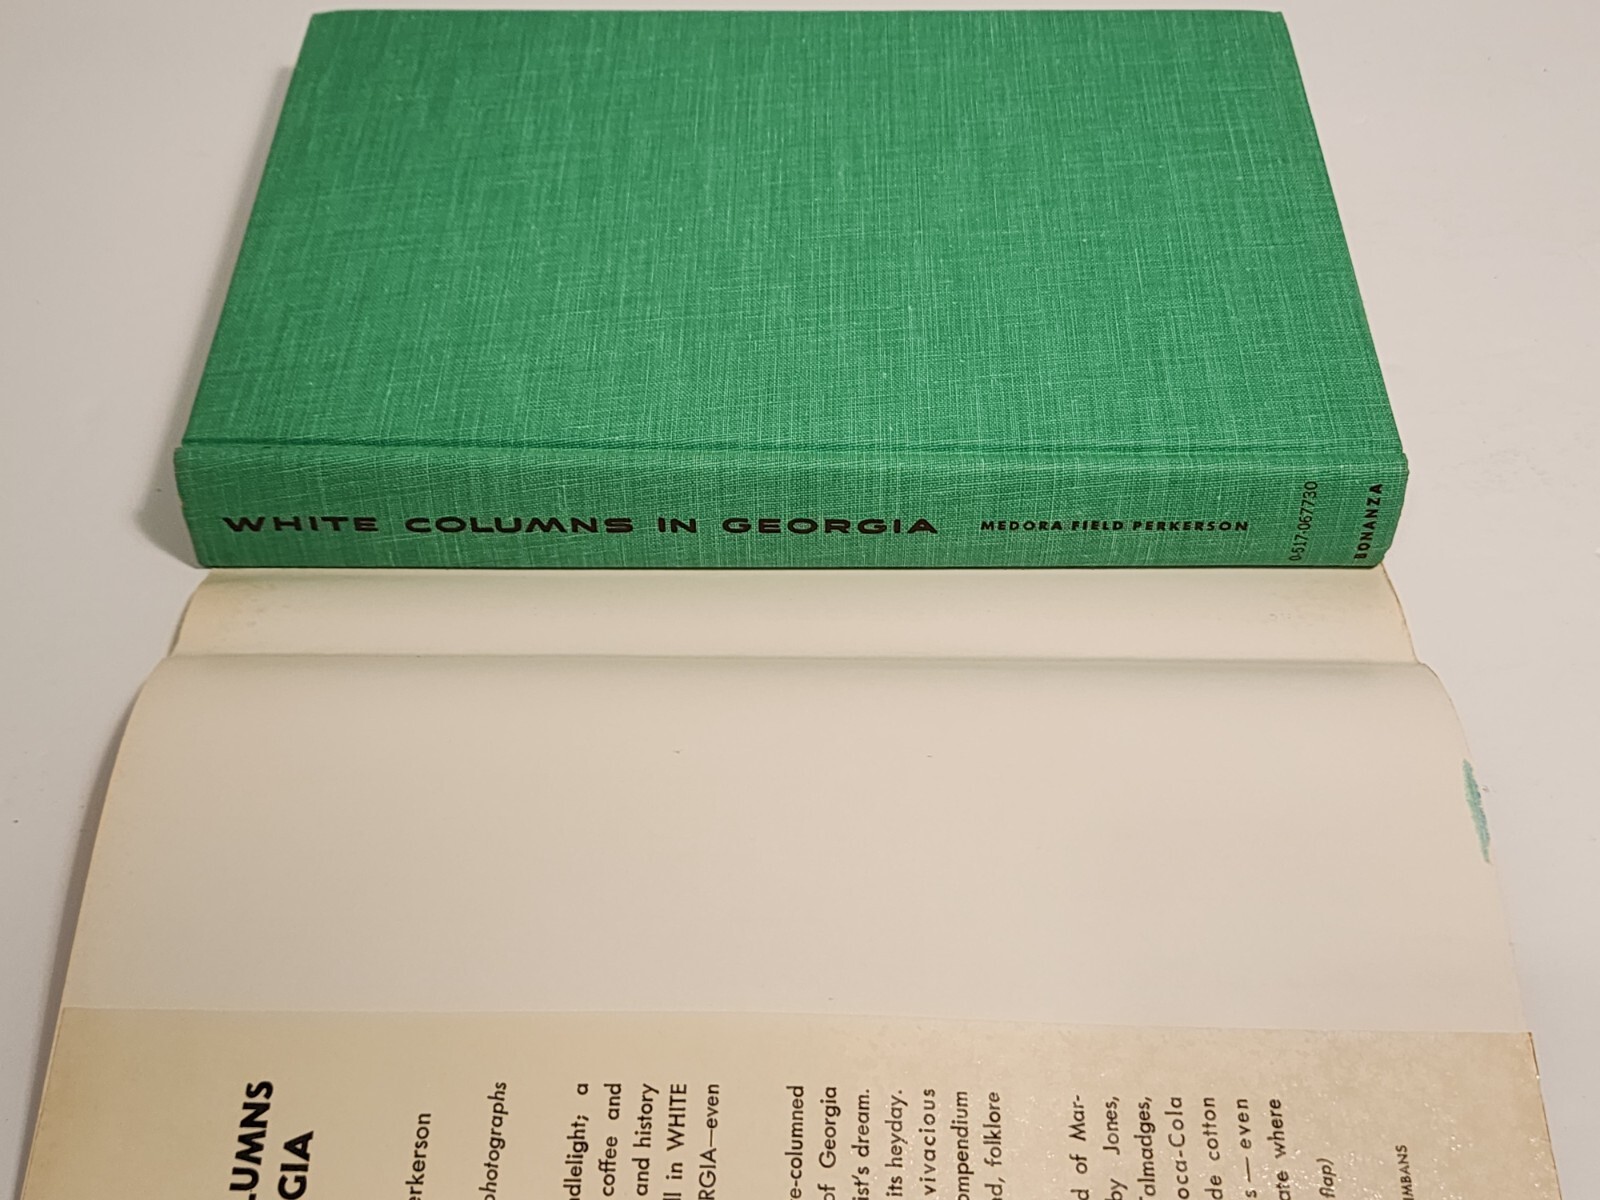 WHITE COLUMNS IN GEORGIA
MEDORA FIELD PERKERSON
0-517-067730
BONANZA
LUMNS
GIA
erkerson
photographs
ndlelight; a
coffee and
and history
ll in WHITE
RGIA—even
e-columned
of Georgia
ist's dream.
its heyday.
vivacious
ompendium
nd, folklore
d of Mar-
by Jones,
Talmadges,
oca-Cola
de cotton
s — even
ate where
flap)
MBANS